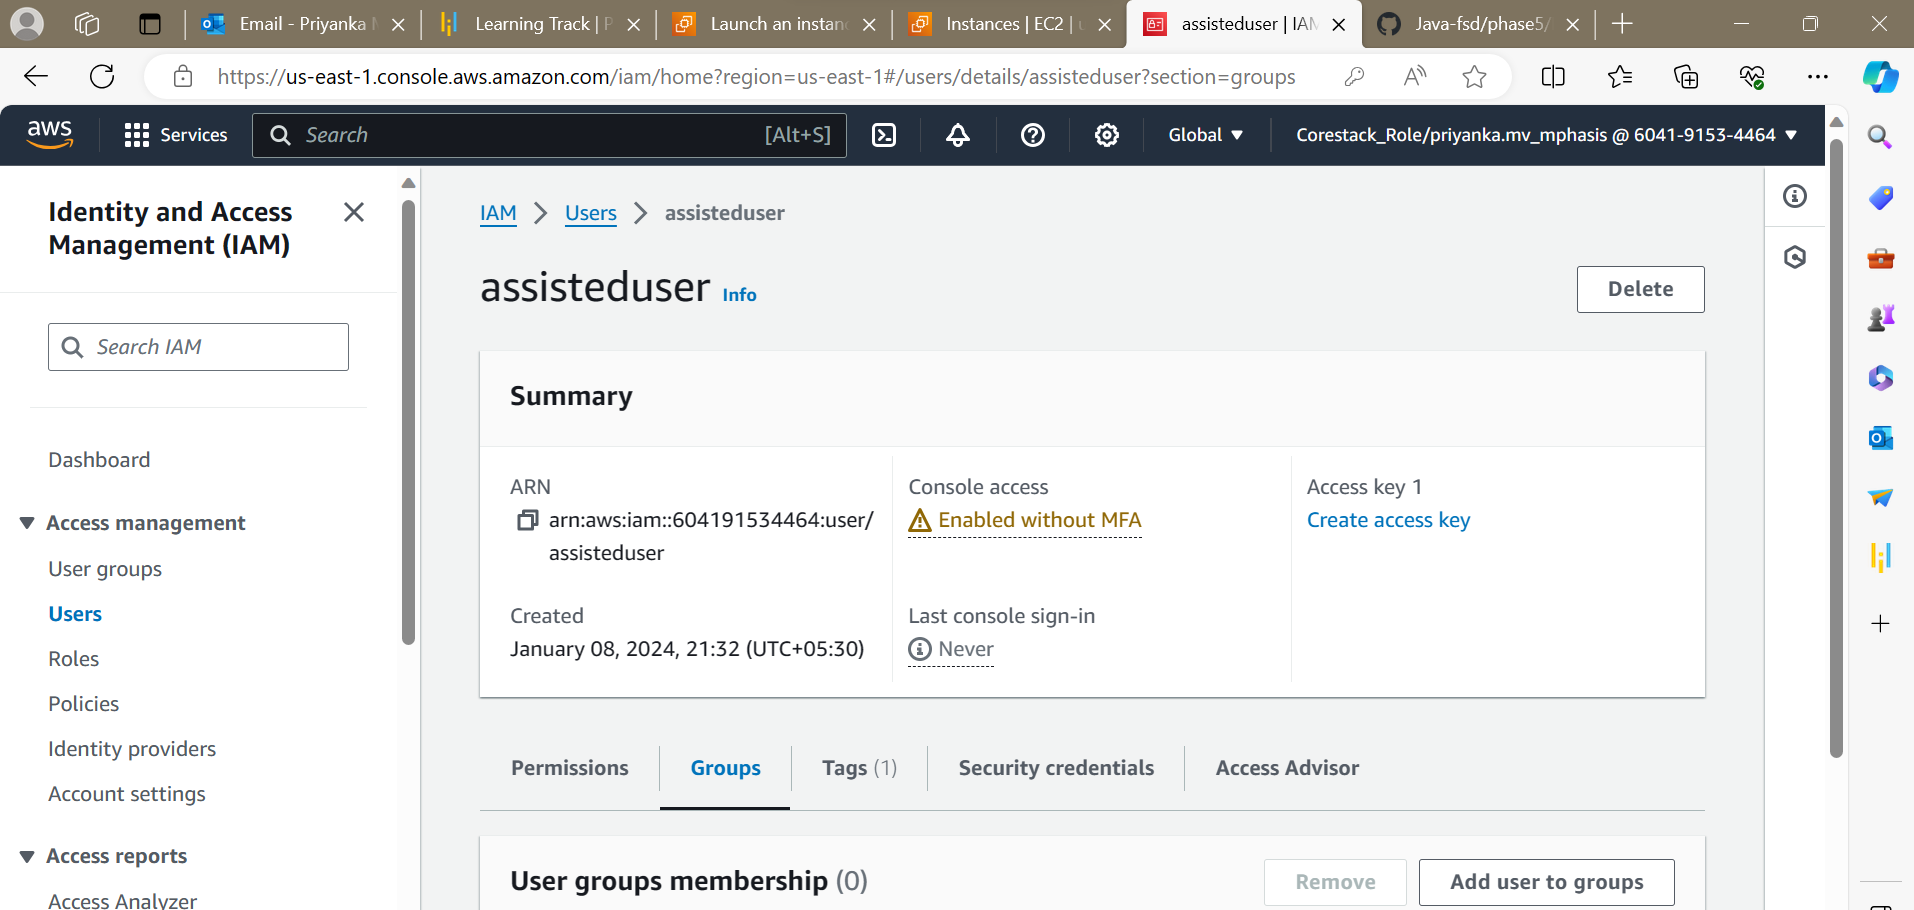 Email - Priyanka
Learning Track | P
Launch an instan
Instances | EC2 | u
assisteduser | IAM
Java-fsd/phase5/
https://us-east-1.console.aws.amazon.com/iam/home?region=us-east-1#/users/details/assisteduser?section=groups
aws
Services
Search
[Alt+S]
Global
Corestack_Role/priyanka.mv_mphasis @ 6041-9153-4464
Identity and Access
Management (IAM)
Search IAM
Dashboard
Access management
User groups
Users
Roles
Policies
Identity providers
Account settings
Access reports
Access Analyzer
IAM > Users > assisteduser
assisteduser Info
Delete
Summary
ARN
arn:aws:iam::604191534464:user/
assisteduser
Console access
Enabled without MFA
Access key 1
Create access key
Created
January 08, 2024, 21:32 (UTC+05:30)
Last console sign-in
Never
Permissions
Groups
Tags (1)
Security credentials
Access Advisor
User groups membership (0)
Remove
Add user to groups